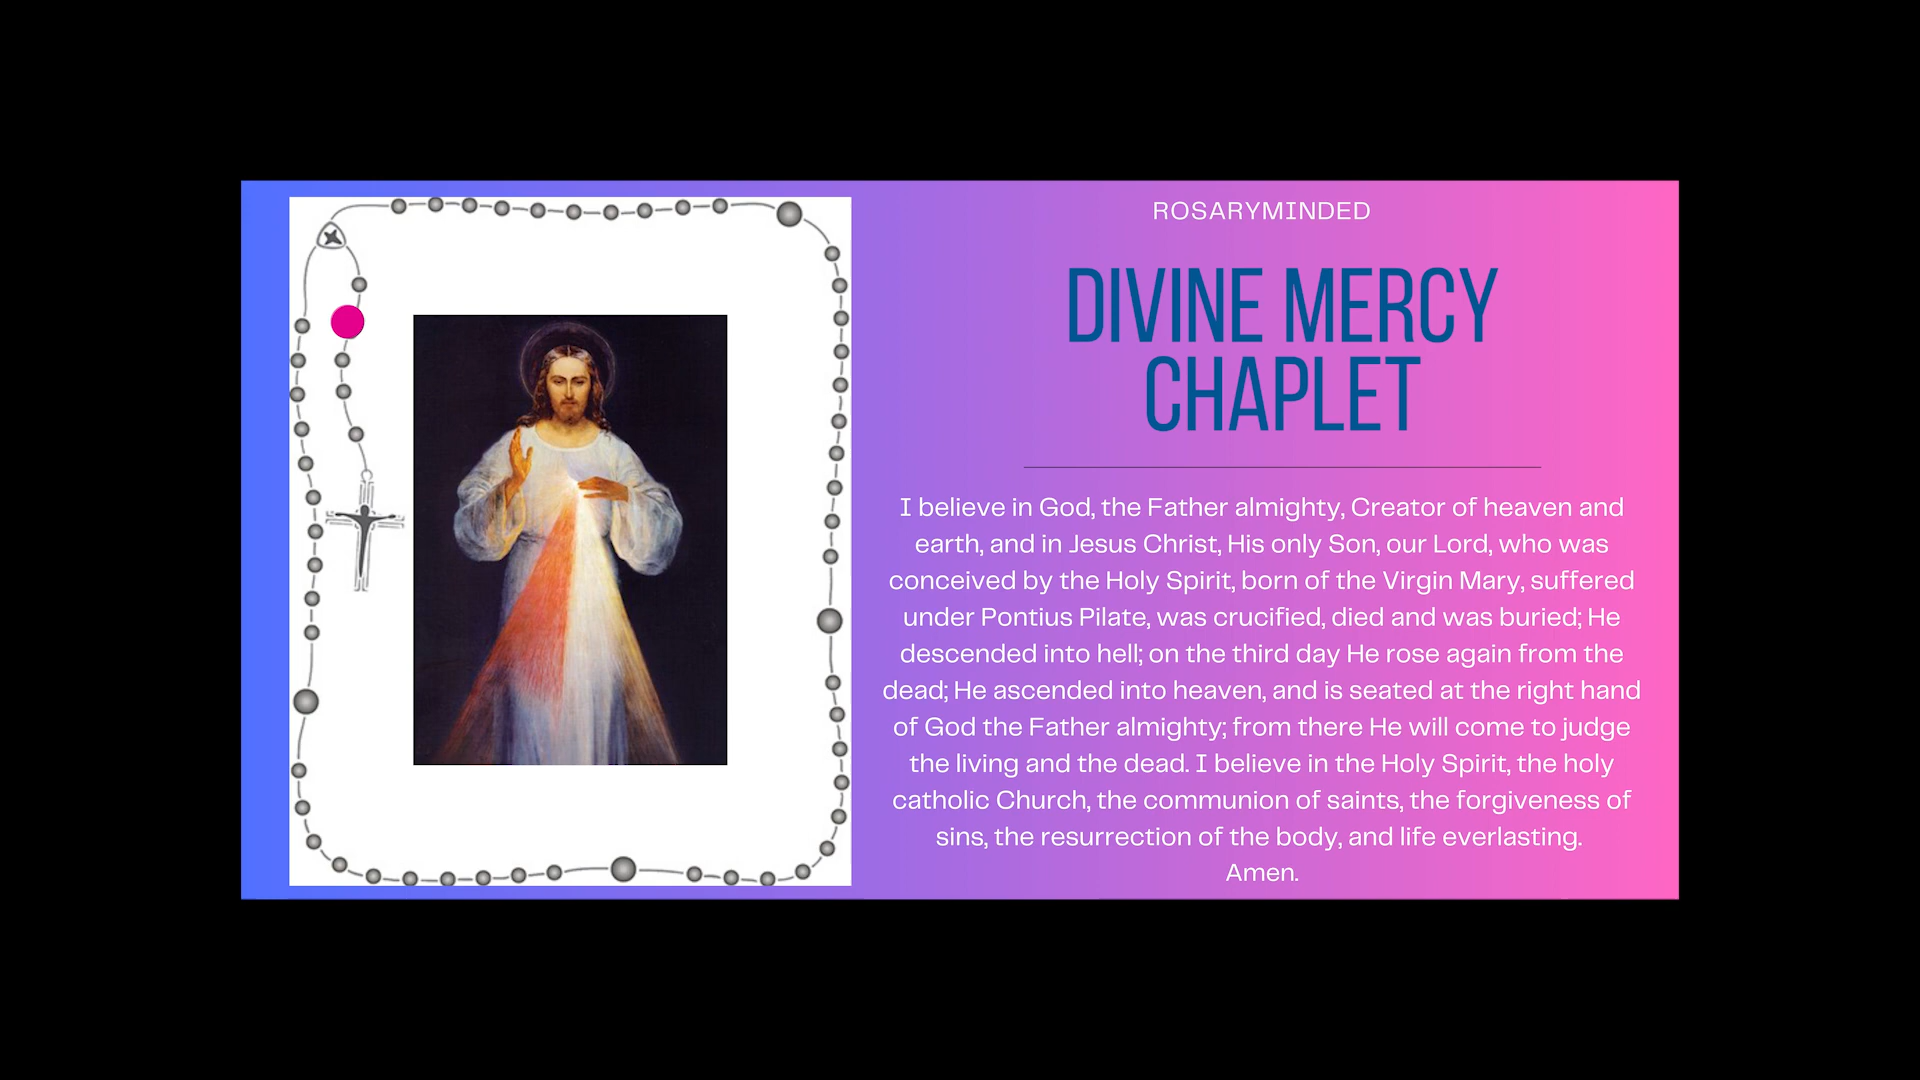 ROSARYMINDED
DIVINE MERCY
CHAPLET
I believe in God, the Father almighty, Creator of heaven and
earth, and in Jesus Christ, His only Son, our Lord, who was
conceived by the Holy Spirit, born of the Virgin Mary, suffered
under Pontius Pilate, was crucified, died and was buried; He
descended into hell; on the third day He rose again from the
dead; He ascended into heaven, and is seated at the right hand
of God the Father almighty; from there He will come to judge
the living and the dead. I believe in the Holy Spirit, the holy
catholic Church, the communion of saints, the forgiveness of
sins, the resurrection of the body, and life everlasting.
Amen.